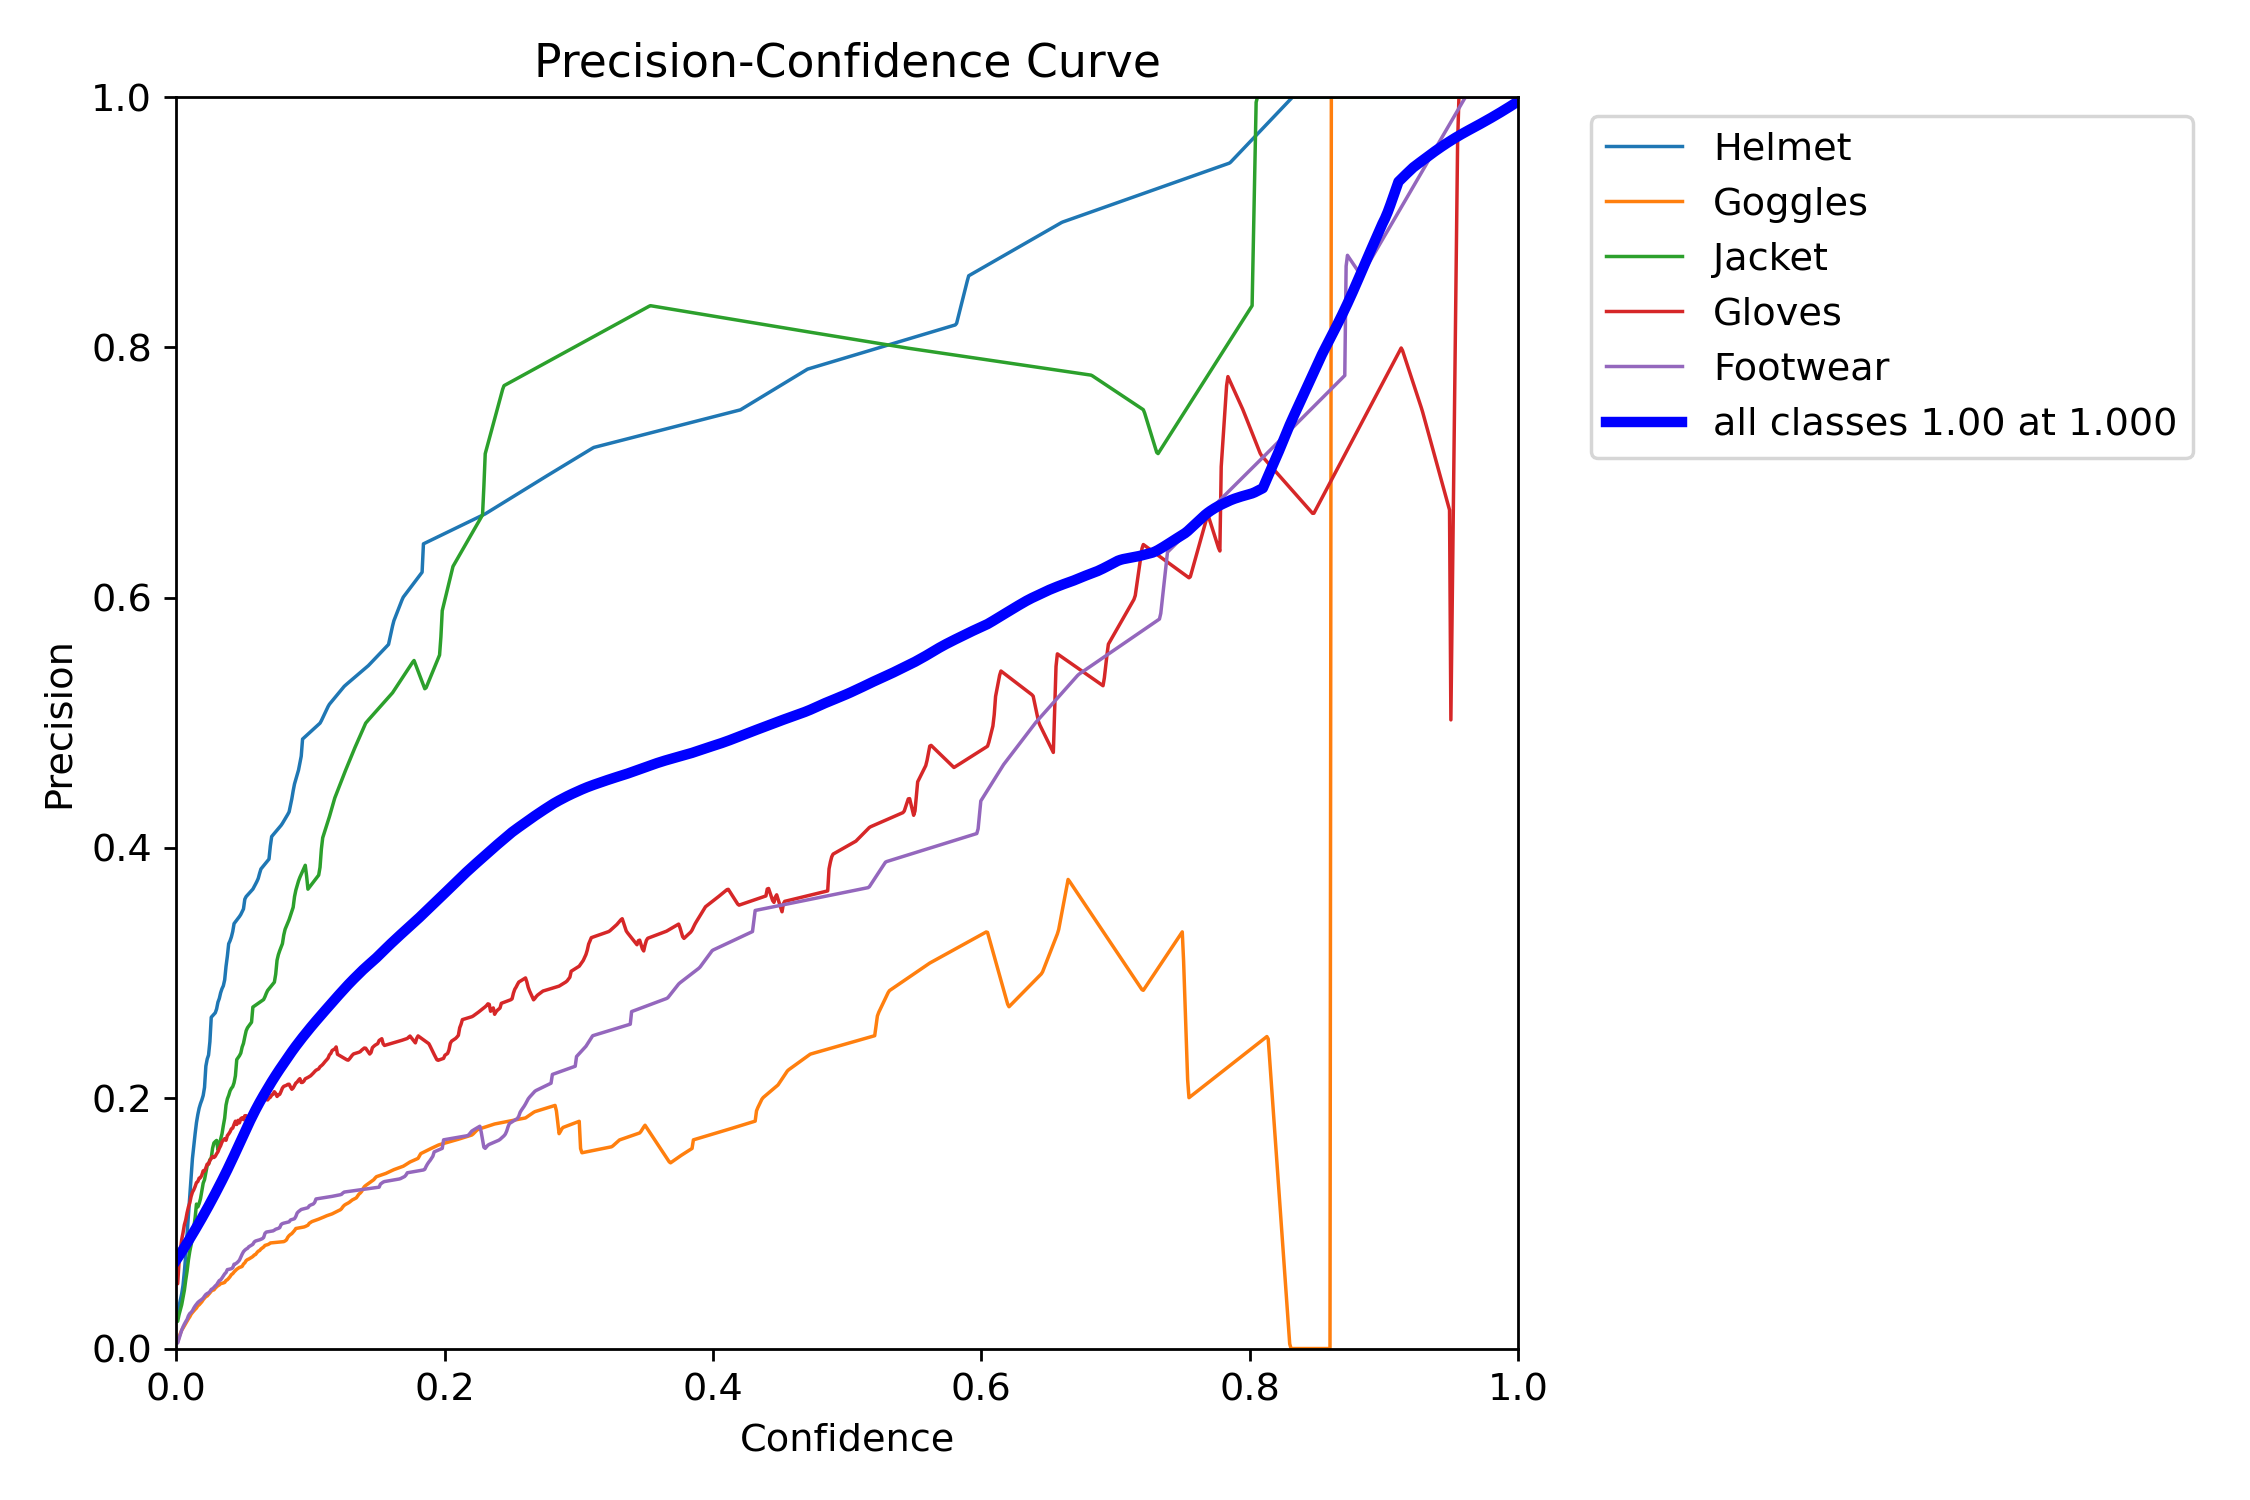 Precision-Confidence Curve
1.0
0.8
0.6
0.4
0.2
0.0
Precision
0.0 0.2 0.4 0.6 0.8 1.0
Confidence
Helmet
Goggles
Jacket
Gloves
Footwear
all classes 1.00 at 1.000